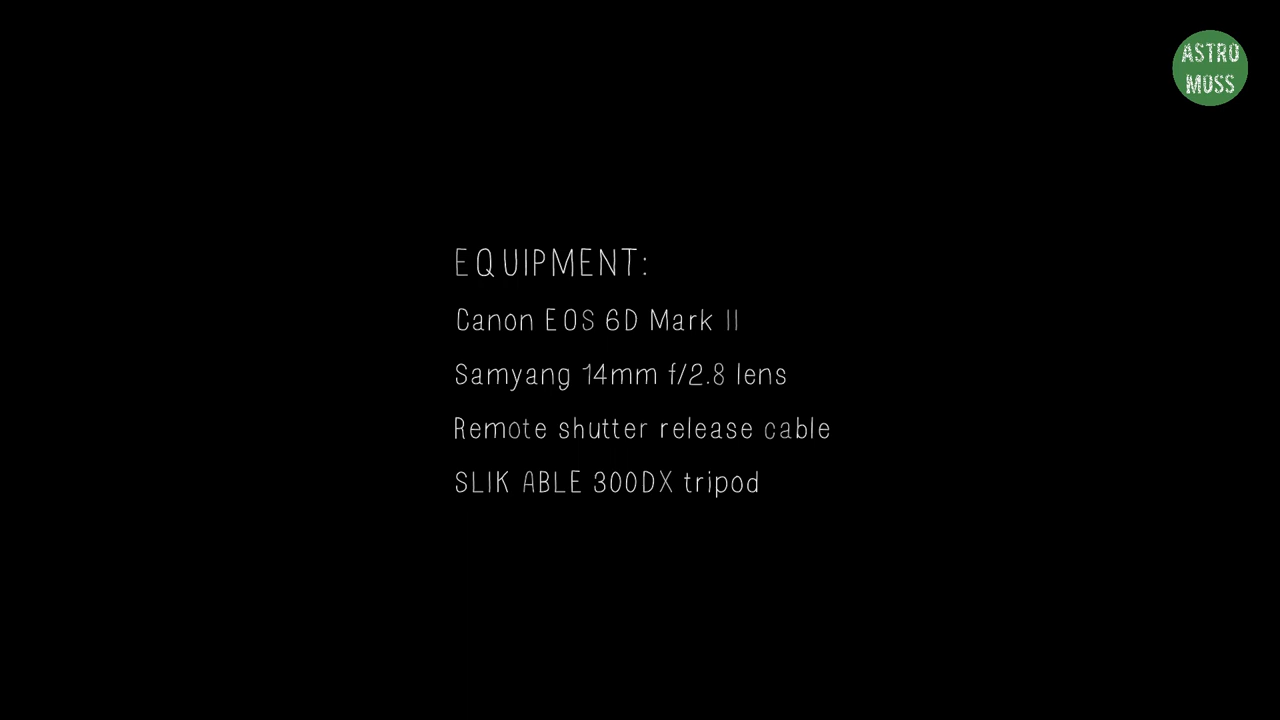 ASTRO
MOSS
EQUIPMENT:
Canon EOS 6D Mark II
Samyang 14mm f/2.8 lens
Remote shutter release cable
SLIK ABLE 300DX tripod